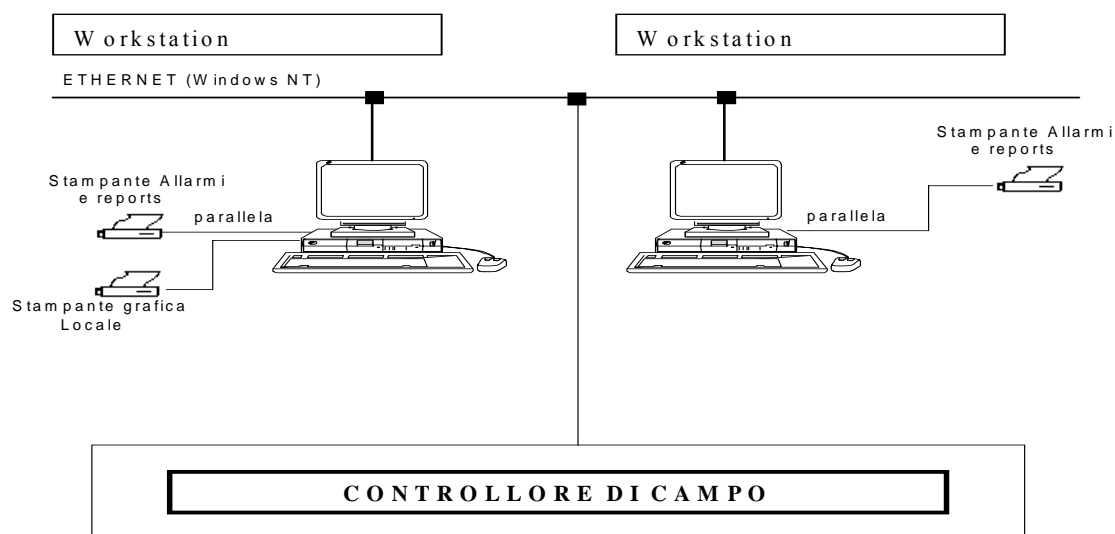 Workstation
Workstation
ETHERNET (Windows NT)
Stampante Allarmi
e reports
Stampante Allarmi
e reports
parallela
parallela
Stampante grafica
Locale
CONTROLLORE DI CAMPO